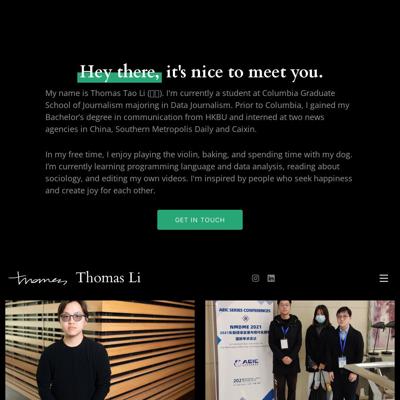 Hey there, it's nice to meet you.
My name is Thomas Tao Li (). I'm currently a student at Columbia Graduate
School of Journalism majoring in Data Journalism. Prior to Columbia, I gained my
Bachelor's degree in communication from HKBU and interned at two news
agencies in China, Southern Metropolis Daily and Caixin.
In my free time, I enjoy playing the violin, baking, and spending time with my dog.
I'm currently learning programming language and data analysis, reading about
sociology, and editing my own videos. I'm inspired by people who seek happiness
and create joy for each other.
GET IN TOUCH
Thomas Thomas Li
AEIC SERIES CONFERENCES
NMDME 2021
AEIC
2021